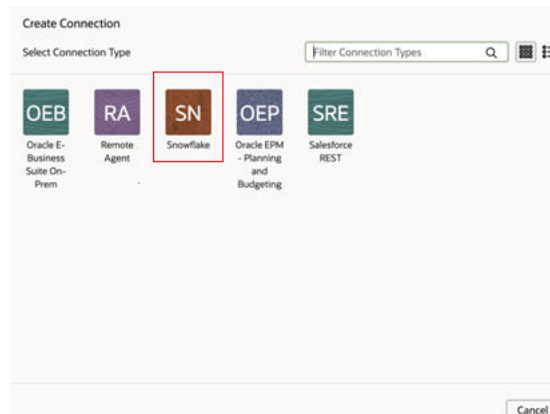 Create Connection
Select Connection Type
Filter Connection Types
OEB RA SN OEP SRE
Oracle E- Remote Snowflake Oracle EPM Salesforce
Business Agent - Planning REST
Suite On- and
Prem Budgeting
Cancel